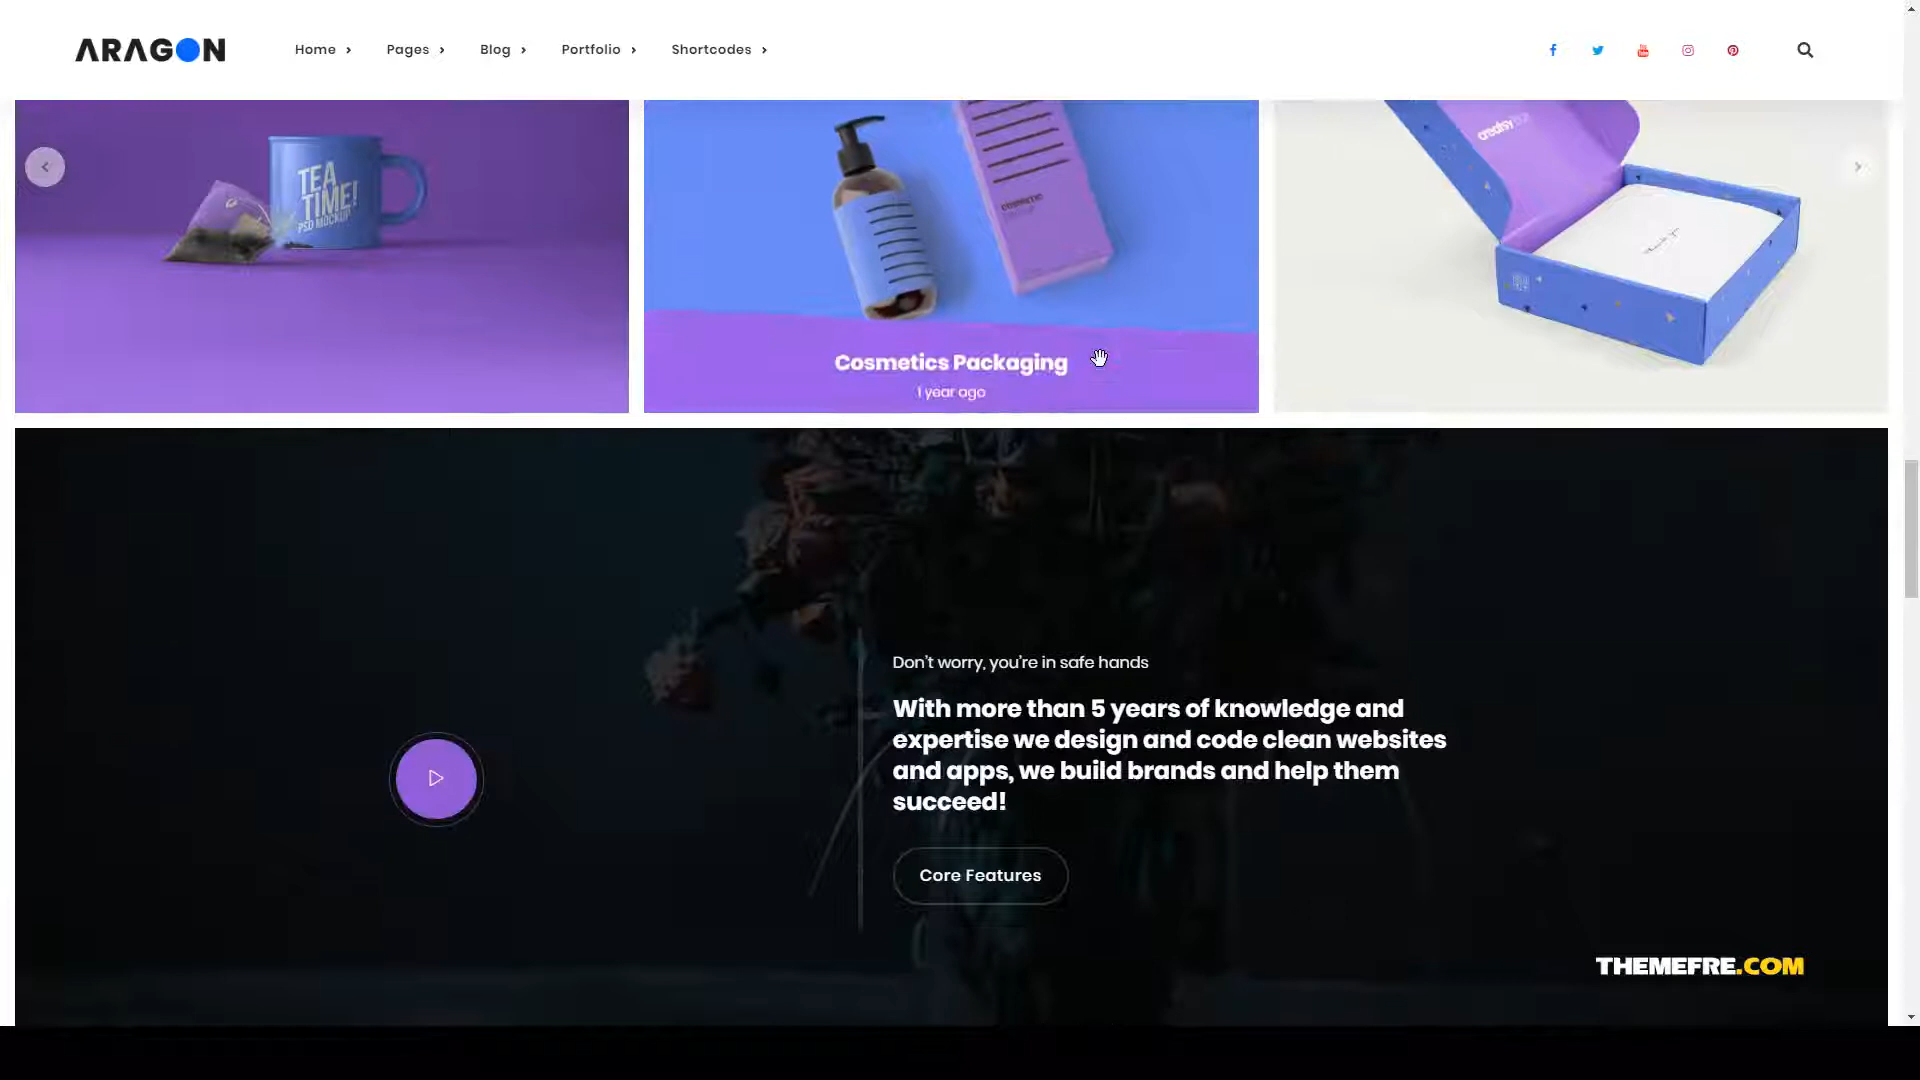 ARAGON
Home
Pages
Blog
Portfolio
Shortcodes
TEA
TIME!
PSD MOCKUP
cosmetic
creatsy
Cosmetics Packaging
1 year ago
Don't worry, you're in safe hands
With more than 5 years of knowledge and
expertise we design and code clean websites
and apps, we build brands and help them
succeed!
Core Features
THEMEFRE.COM